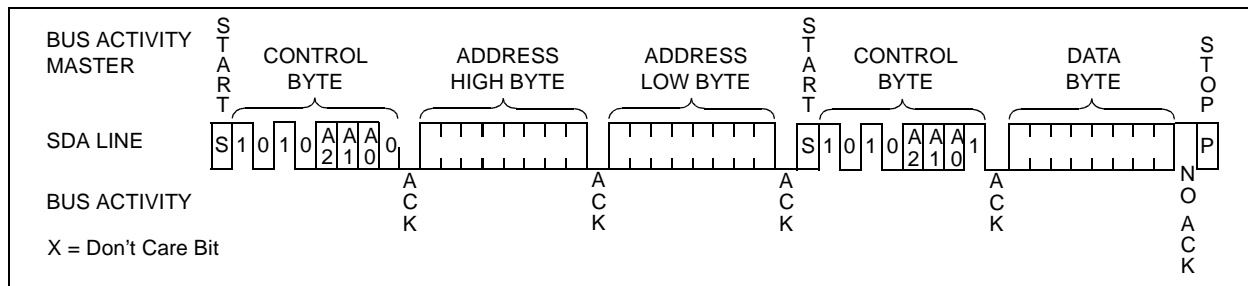 BUS ACTIVITY
MASTER
START
CONTROL
BYTE
ADDRESS
HIGH BYTE
ADDRESS
LOW BYTE
START
CONTROL
BYTE
DATA
BYTE
STOP
SDA LINE
S 1 0 1 0 A2 A1 A0 0
S 1 0 1 0 A2 A1 A0 1
P
BUS ACTIVITY
ACK
ACK
ACK
ACK
NO ACK
X = Don't Care Bit